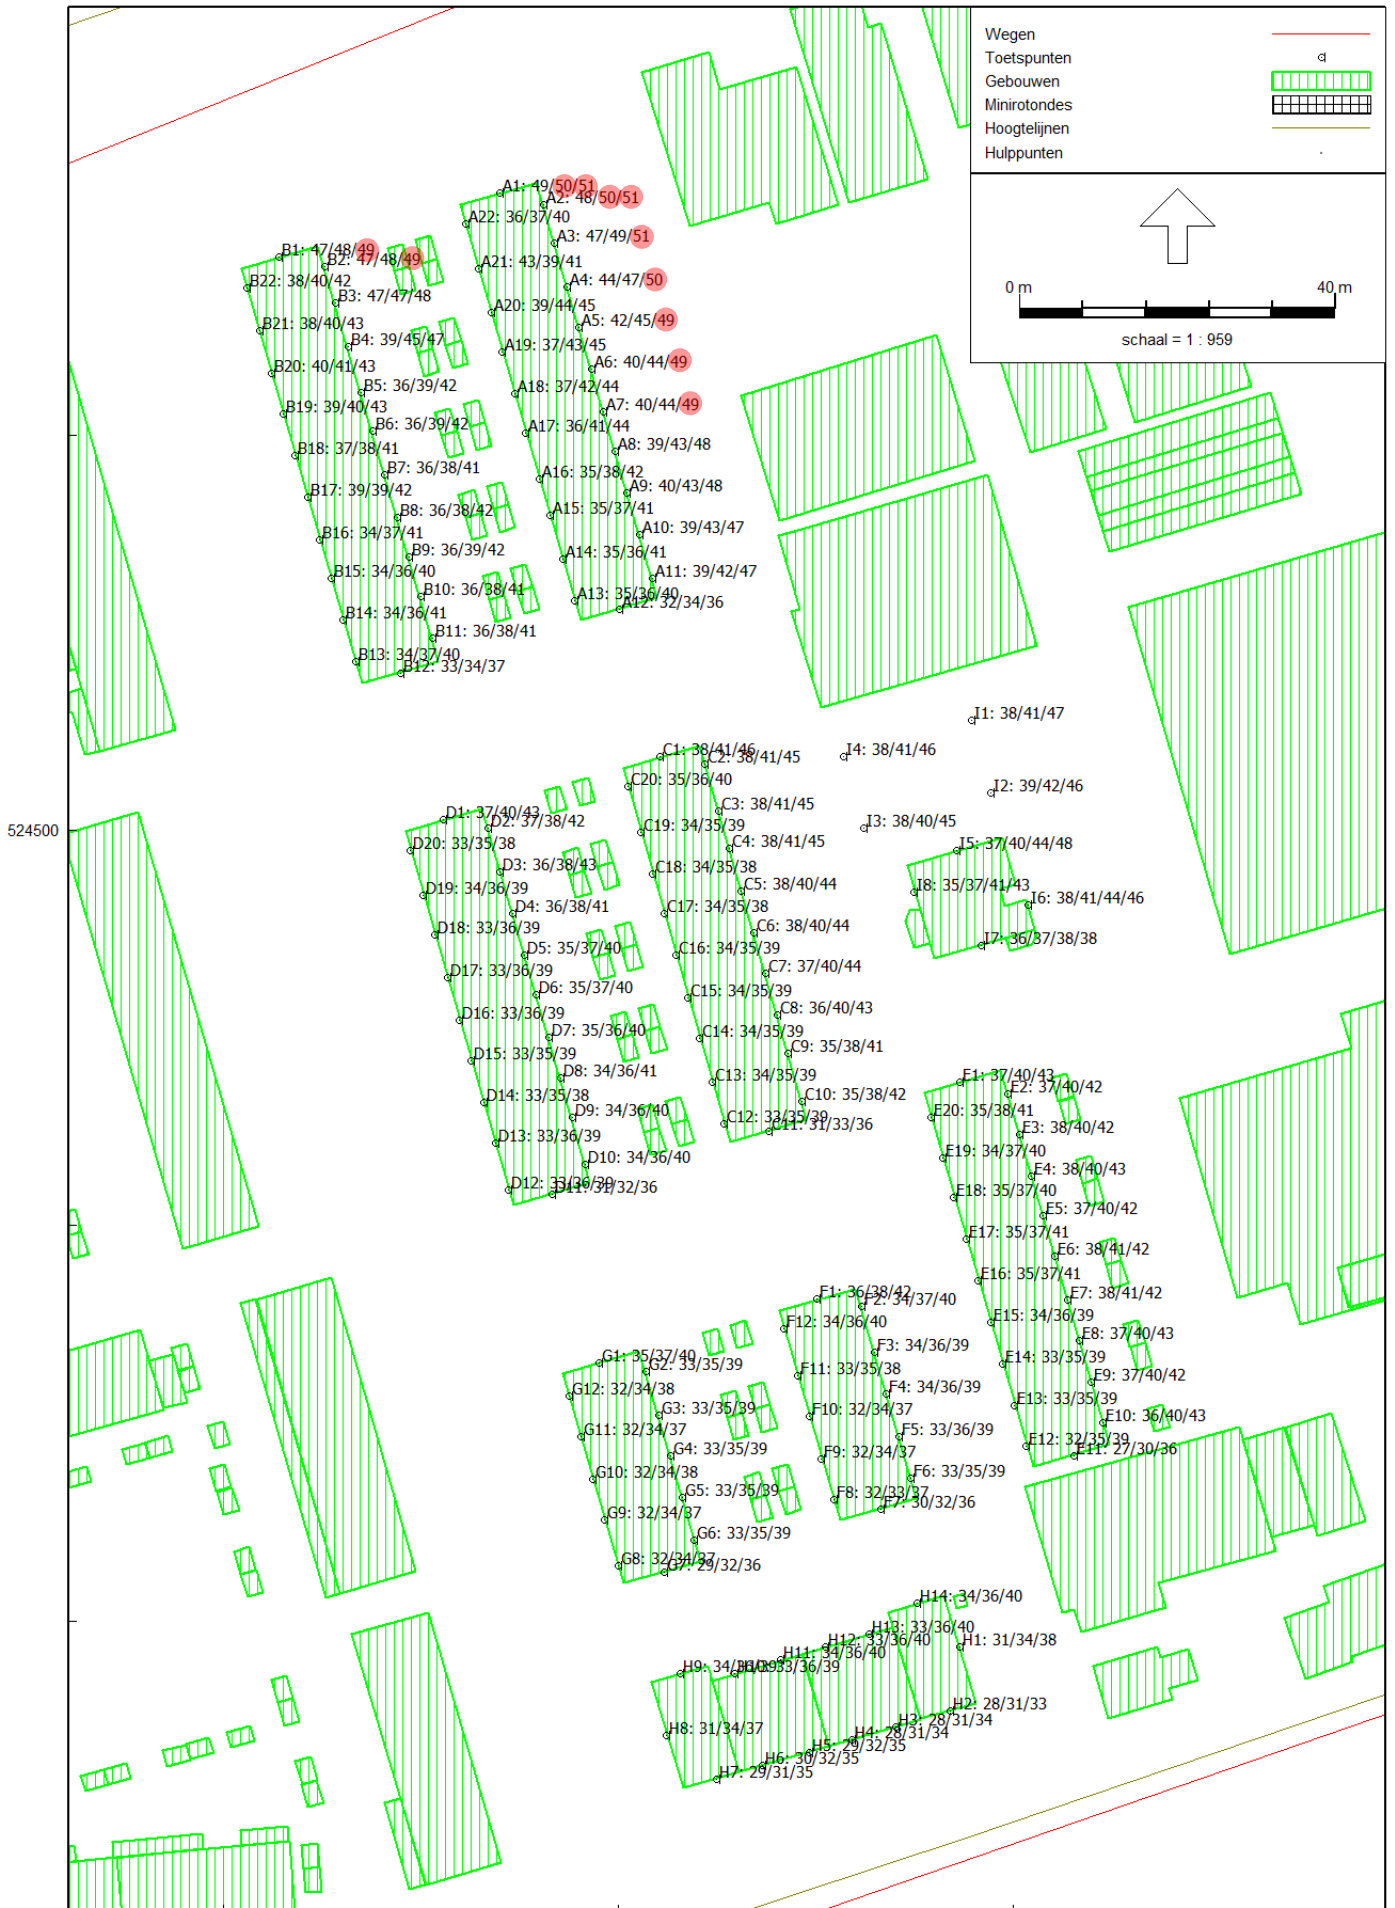 Wegen
Toetspunten
Gebouwen
Minirotondes
Hoogtelijnen
Hulppunten
0 m
40 m
schaal = 1 : 959
A1: 49/50/51
A2: 48/50/51
A22: 36/37/40
A3: 47/49/51
B1: 47/48/49
B2: 47/48/49
A21: 43/39/41
B22: 38/40/42
A4: 44/47/50
B3: 47/47/48
A20: 39/44/45
A5: 42/45/49
B21: 38/40/43
B4: 39/45/47
A19: 37/43/45
A6: 40/44/49
B20: 40/41/43
B5: 36/39/42
A18: 37/42/44
A7: 40/44/49
B19: 39/40/43
B6: 36/39/42
A17: 36/41/44
A8: 39/43/48
B18: 37/38/41
B7: 36/38/41
A16: 35/38/42
A9: 40/43/48
B17: 39/39/42
B8: 36/38/42
A15: 35/37/41
A10: 39/43/47
B16: 34/37/41
B9: 36/39/42
A14: 35/36/41
A11: 39/42/47
B15: 34/36/40
B10: 36/38/41
A13: 35/36/40
A12: 32/34/36
B14: 34/36/41
B11: 36/38/41
B13: 34/37/40
B12: 33/34/37
I1: 38/41/47
C1: 38/41/46
C2: 38/41/45
I4: 38/41/46
C20: 35/36/40
I2: 39/42/46
D1: 37/40/43
D2: 37/38/42
C3: 38/41/45
I3: 38/40/45
524500
C19: 34/35/39
D20: 33/35/38
C4: 38/41/45
I5: 37/40/44/48
D3: 36/38/43
C18: 34/35/38
C5: 38/40/44
I8: 35/37/41/43
D19: 34/36/39
D4: 36/38/41
C17: 34/35/38
I6: 38/41/44/46
D18: 33/36/39
C6: 38/40/44
I7: 36/37/38/38
D5: 35/37/40
C16: 34/35/39
C7: 37/40/44
D17: 33/36/39
D6: 35/37/40
C15: 34/35/39
C8: 36/40/43
D16: 33/36/39
D7: 35/36/40
C14: 34/35/39
C9: 35/38/41
D15: 33/35/39
D8: 34/36/41
C13: 34/35/39
E1: 37/40/43
E2: 37/40/42
D14: 33/35/38
C10: 35/38/42
D9: 34/36/40
C12: 33/35/39
C11: 31/33/36
E20: 35/38/41
E3: 38/40/42
D13: 33/36/39
D10: 34/36/40
E19: 34/37/40
E4: 38/40/43
D12: 33/36/39
D11: 31/32/36
E18: 35/37/40
E5: 37/40/42
E17: 35/37/41
E6: 38/41/42
E16: 35/37/41
F1: 36/38/42
F2: 34/37/40
E7: 38/41/42
F12: 34/36/40
E15: 34/36/39
E8: 37/40/43
G1: 35/37/40
G2: 33/35/39
F3: 34/36/39
E14: 33/35/39
F11: 33/35/38
E9: 37/40/42
G12: 32/34/38
F4: 34/36/39
E13: 33/35/39
G3: 33/35/39
F10: 32/34/37
E10: 36/40/43
G11: 32/34/37
F5: 33/36/39
E12: 32/35/39
E11: 27/30/36
G4: 33/35/39
F9: 32/34/37
G10: 32/34/38
F6: 33/35/39
G5: 33/35/39
F8: 32/33/37
F7: 30/32/36
G9: 32/34/37
G6: 33/35/39
G8: 32/34/37
G7: 29/32/36
H14: 34/36/40
H13: 33/36/40
H12: 33/36/40
H1: 31/34/38
H11: 34/36/40
H9: 34/36/39
H10: 33/36/39
H2: 28/31/33
H3: 28/31/34
H8: 31/34/37
H4: 28/31/34
H5: 29/32/35
H6: 30/32/35
H7: 29/31/35